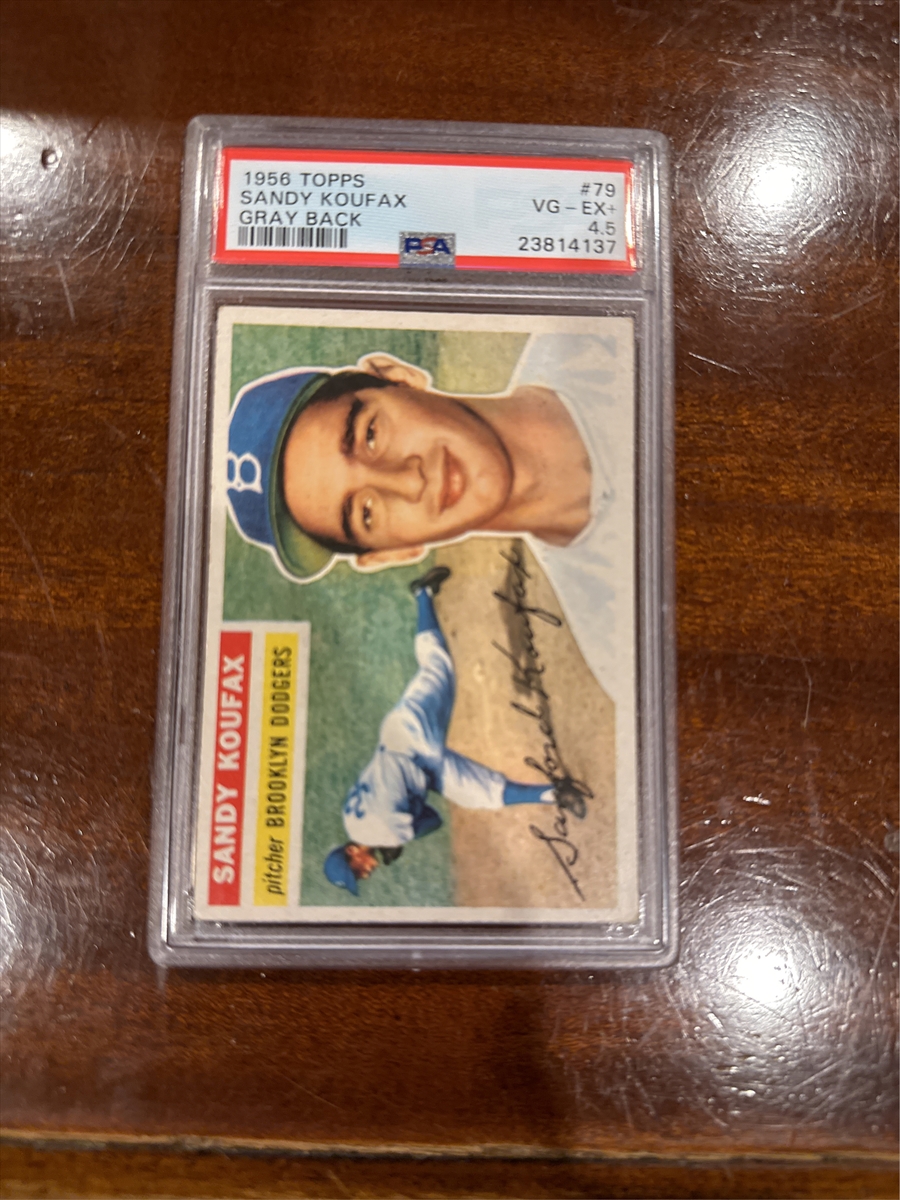 1956 TOPPS
SANDY KOUFAX
GRAY BACK
#79
VG – EX+
4.5
23814137
PSA
B
SANDY KOUFAX
pitcher BROOKLYN DODGERS
Sanford Koufax